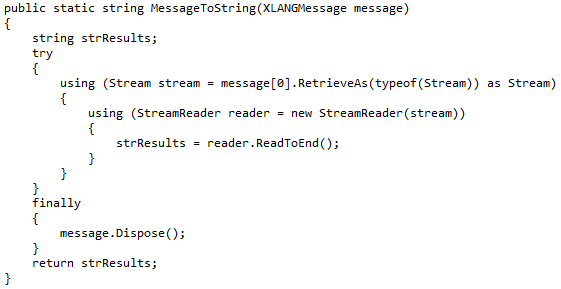 public static string MessageToString(XLANGMessage message)
{
    string strResults;
    try
    {
        using (Stream stream = message[0].RetrieveAs(typeof(Stream)) as Stream)
        {
            using (StreamReader reader = new StreamReader(stream))
            {
                strResults = reader.ReadToEnd();
            }
        }
    }
    finally
    {
        message.Dispose();
    }
    return strResults;
}